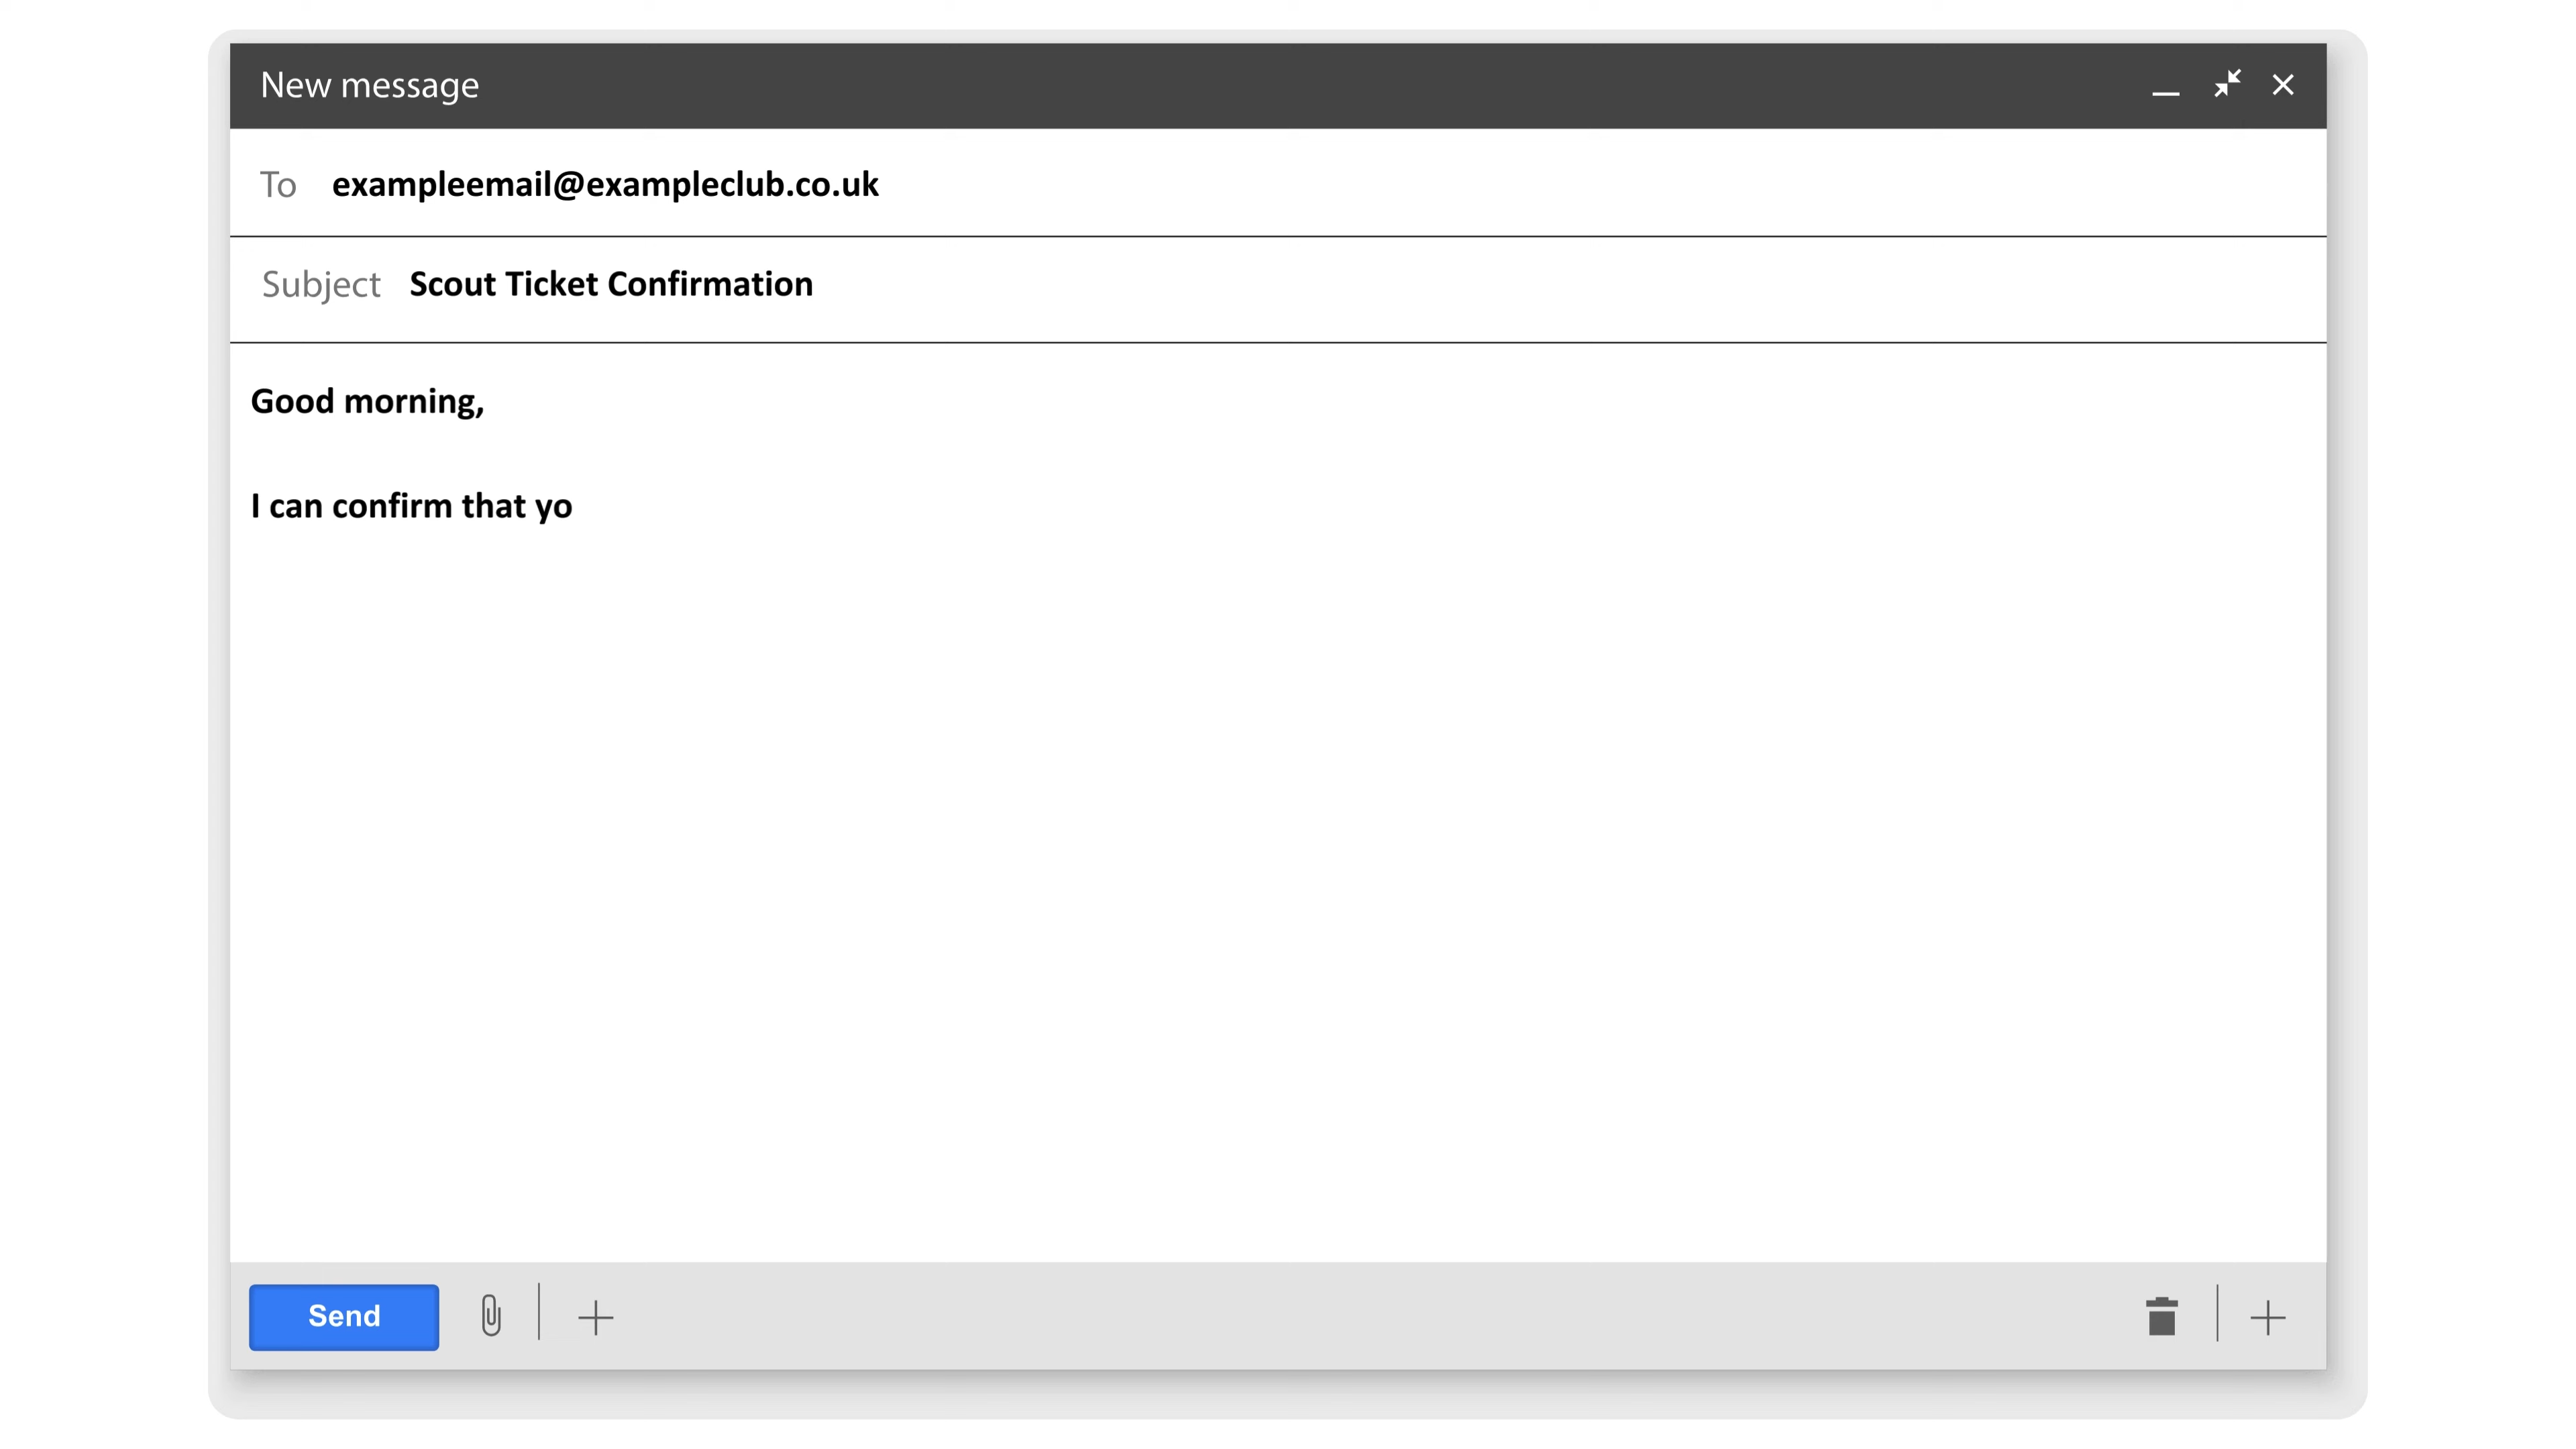 New message
To exampleemail@exampleclub.co.uk
Subject Scout Ticket Confirmation
Good morning,
I can confirm that yo
Send